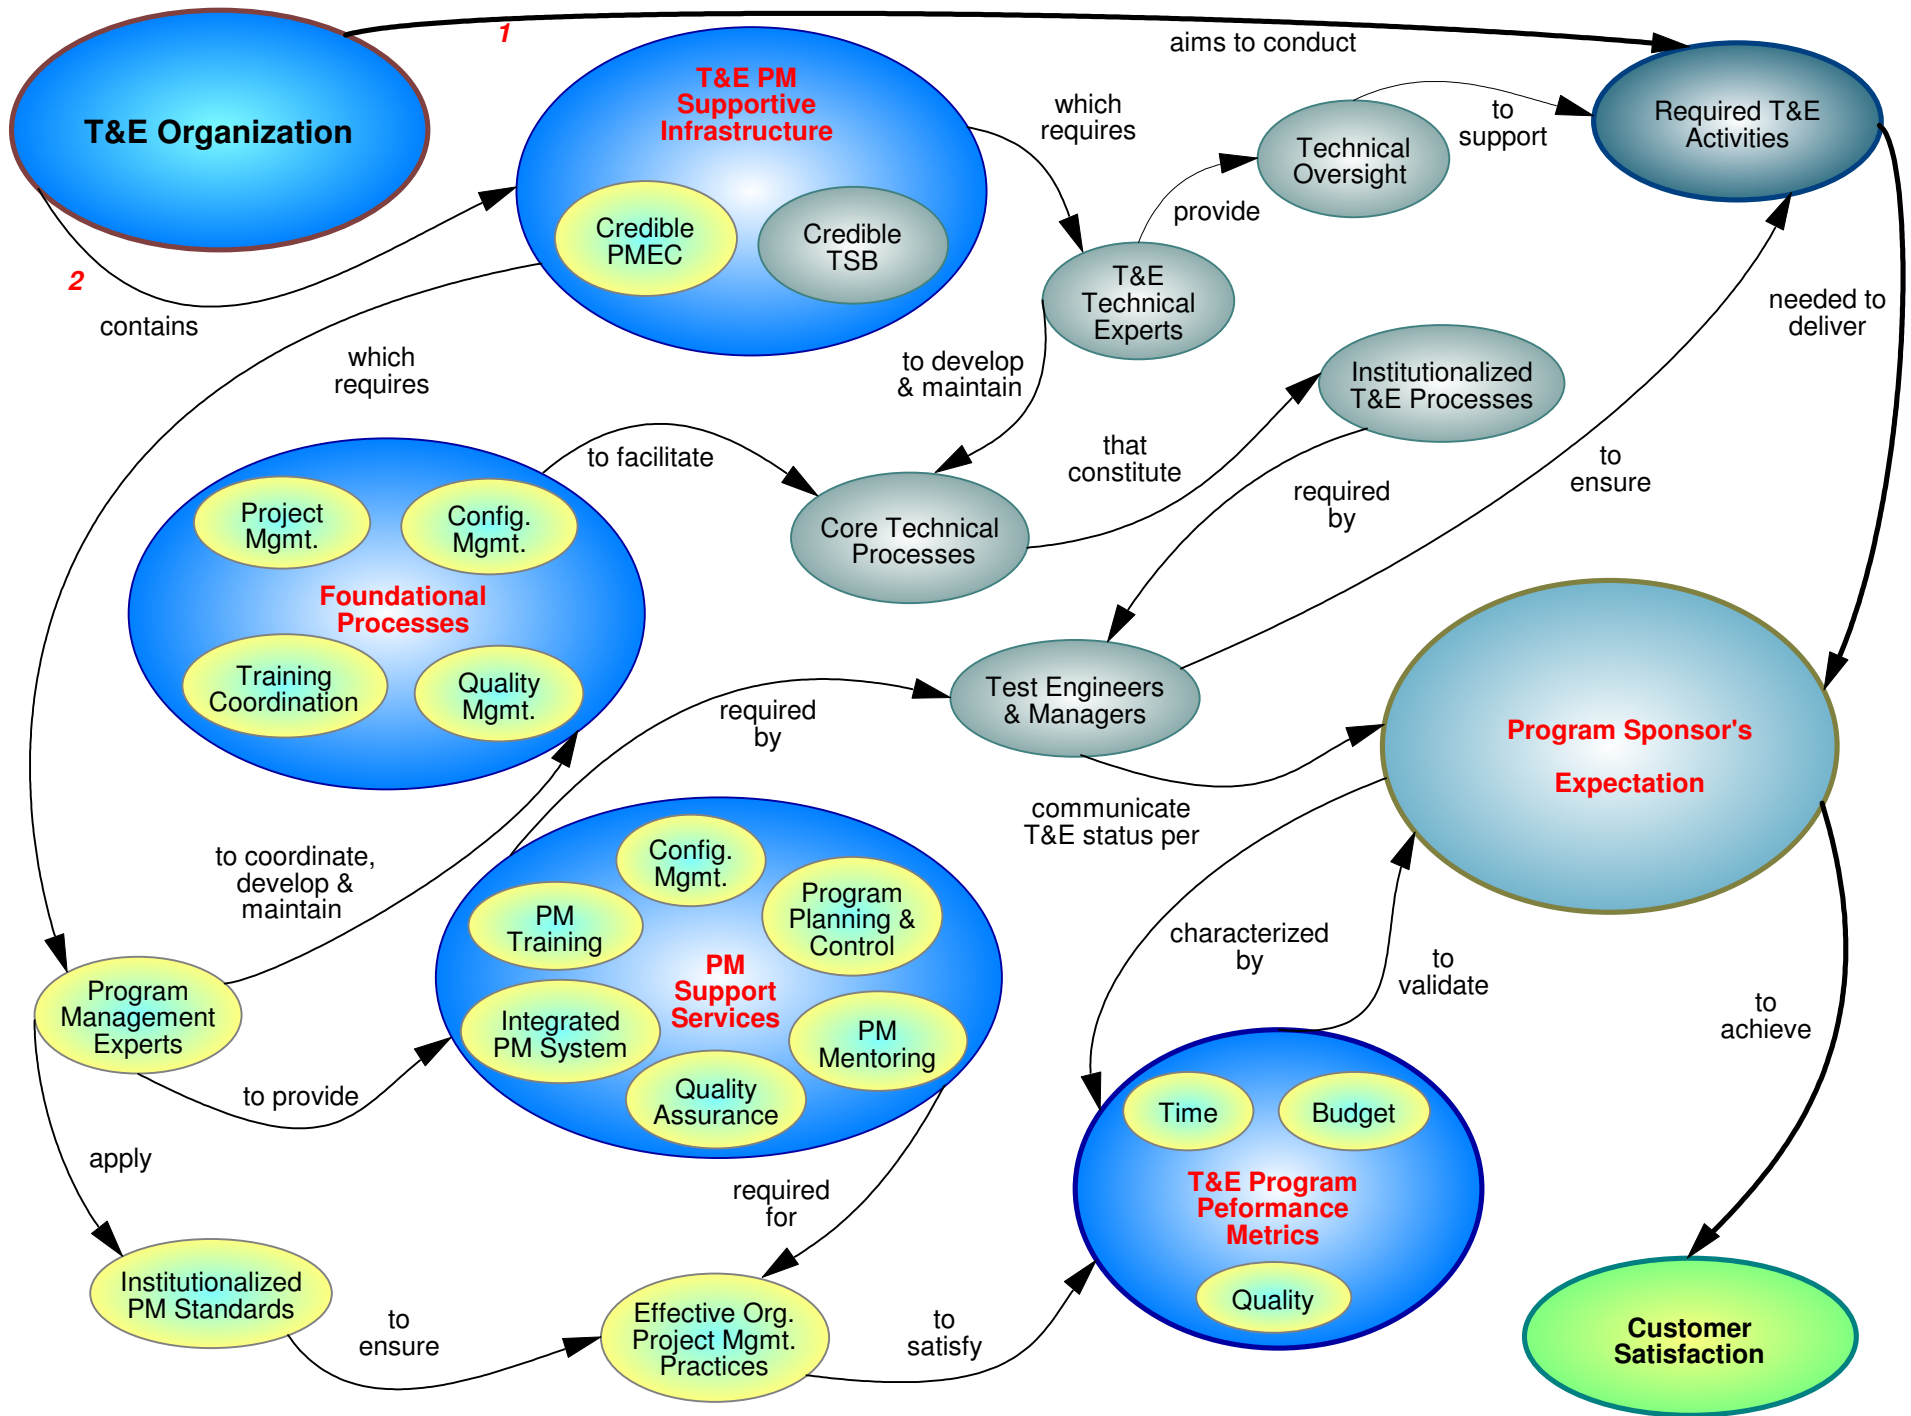 1
aims to conduct
T&E Organization
T&E PM
Supportive
Infrastructure
Credible
PMEC
Credible
TSB
which
requires
Technical
Oversight
to
support
Required T&E
Activities
provide
2
contains
T&E
Technical
Experts
needed to
deliver
which
requires
to develop
& maintain
Institutionalized
T&E Processes
to facilitate
that
constitute
required
by
to
ensure
Project
Mgmt.
Config.
Mgmt.
Foundational
Processes
Training
Coordination
Quality
Mgmt.
Core Technical
Processes
required
by
Test Engineers
& Managers
Program Sponsor's
Expectation
communicate
T&E status per
to coordinate,
develop &
maintain
Config.
Mgmt.
PM
Training
Program
Planning &
Control
PM
Support
Services
Integrated
PM System
PM
Mentoring
Quality
Assurance
characterized
by
to
validate
to
achieve
Program
Management
Experts
to provide
apply
required
for
Time
Budget
T&E Program
Peformance
Metrics
Quality
Institutionalized
PM Standards
to
ensure
Effective Org.
Project Mgmt.
Practices
to
satisfy
Customer
Satisfaction